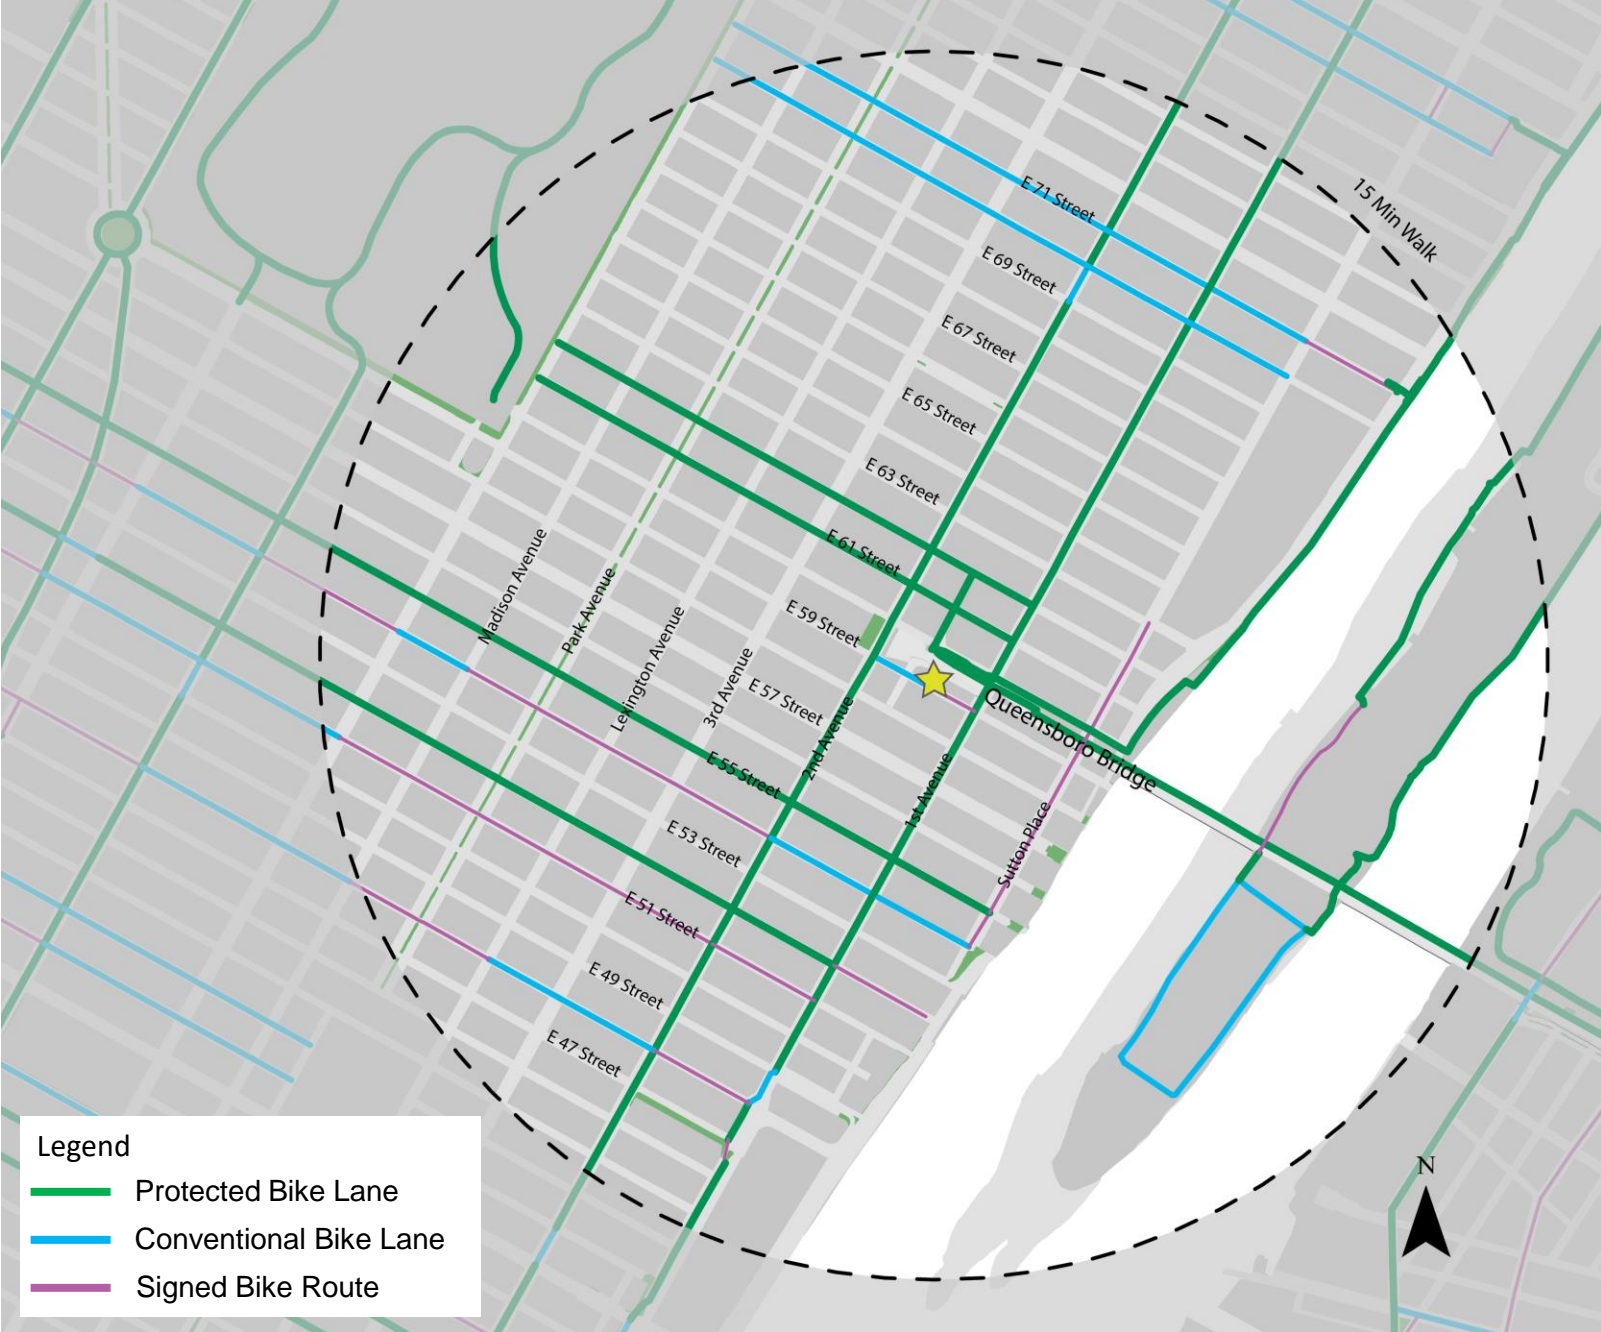 15 Min Walk
E 71 Street
E 69 Street
E 67 Street
E 65 Street
E 63 Street
E 61 Street
E 59 Street
E 57 Street
E 55 Street
E 53 Street
E 51 Street
E 49 Street
E 47 Street
Madison Avenue
Park Avenue
Lexington Avenue
3rd Avenue
2nd Avenue
1st Avenue
Sutton Place
Queensboro Bridge
N
Legend
Protected Bike Lane
Conventional Bike Lane
Signed Bike Route